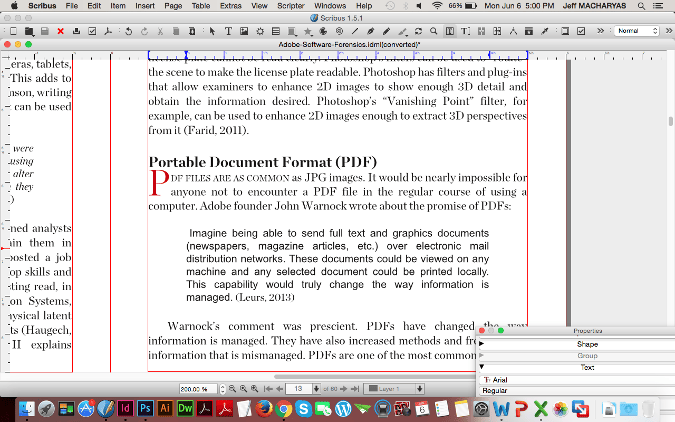 Scribus File Edit Item Insert Page Table Extras View Scripter Windows Help 66% Mon Jun 6 5:00 PM Jeff MACHARYAS
Scribus 1.5.1
Normal
Adobe-Software-Forensics.idml(converted)*
eras, tablets,
This adds to
nson, writing
can be used
were
using
alter
they
.)
-ned analysts
ain them in
posted a job
op skills and
sting read, in
on Systems,
ysical latent
ts (Haugech,
II explains
the scene to make the license plate readable. Photoshop has filters and plug-ins
that allow examiners to enhance 2D images to show enough 3D detail and
obtain the information desired. Photoshop's “Vanishing Point” filter, for
example, can be used to enhance 2D images enough to extract 3D perspectives
from it (Farid, 2011).
Portable Document Format (PDF)
PDF FILES ARE AS COMMON as JPG images. It would be nearly impossible for
anyone not to encounter a PDF file in the regular course of using a
computer. Adobe founder John Warnock wrote about the promise of PDFs:
Imagine being able to send full text and graphics documents
(newspapers, magazine articles, etc.) over electronic mail
distribution networks. These documents could be viewed on any
machine and any selected document could be printed locally.
This capability would truly change the way information is
managed. (Leurs, 2013)
Warnock's comment was prescient. PDFs have changed the way
information is managed. They have also increased methods and fre
information that is mismanaged. PDFs are one of the most common
Properties
Shape
Group
Text
Arial
Regular
200.00 %
13
of 60
Layer 1
Id Ps Ai Dw
6